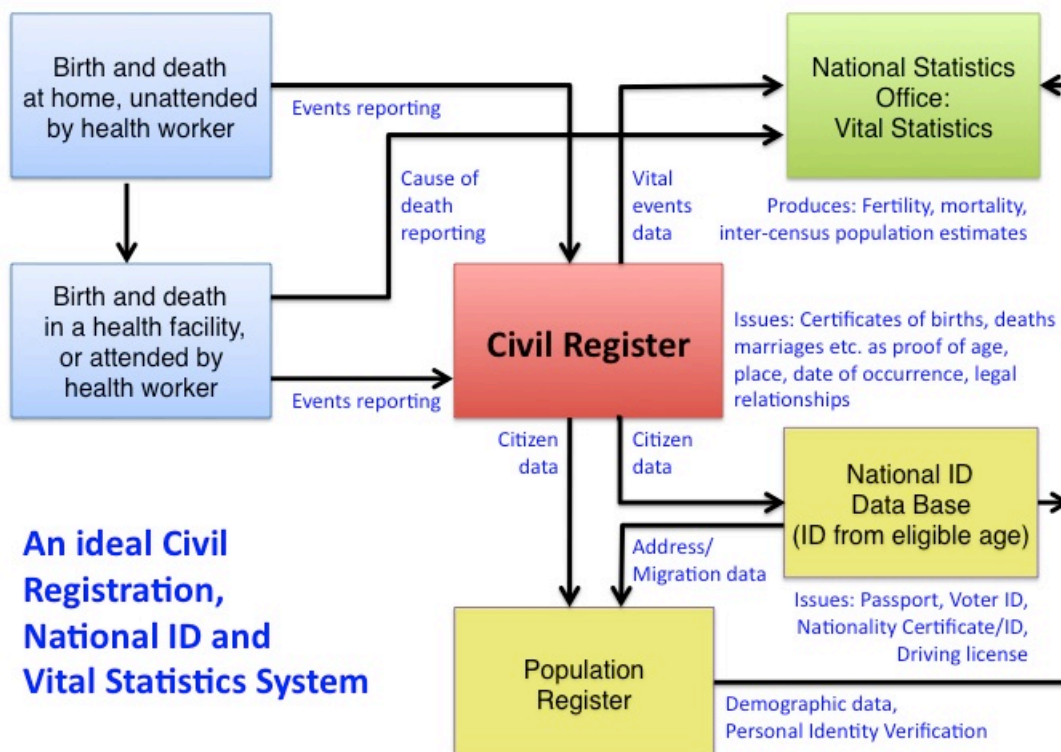 Birth and death
at home, unattended
by health worker
Events reporting
National Statistics
Office:
Vital Statistics
Cause of
death
reporting
Vital
events
data
Produces: Fertility, mortality,
inter-census population estimates
Birth and death
in a health facility,
or attended by
health worker
Events reporting
Civil Register
Issues: Certificates of births, deaths
marriages etc. as proof of age,
place, date of occurrence, legal
relationships
Citizen
data
Citizen
data
National ID
Data Base
(ID from eligible age)
An ideal Civil
Registration,
National ID and
Vital Statistics System
Address/
Migration data
Issues: Passport, Voter ID,
Nationality Certificate/ID,
Driving license
Population
Register
Demographic data,
Personal Identity Verification